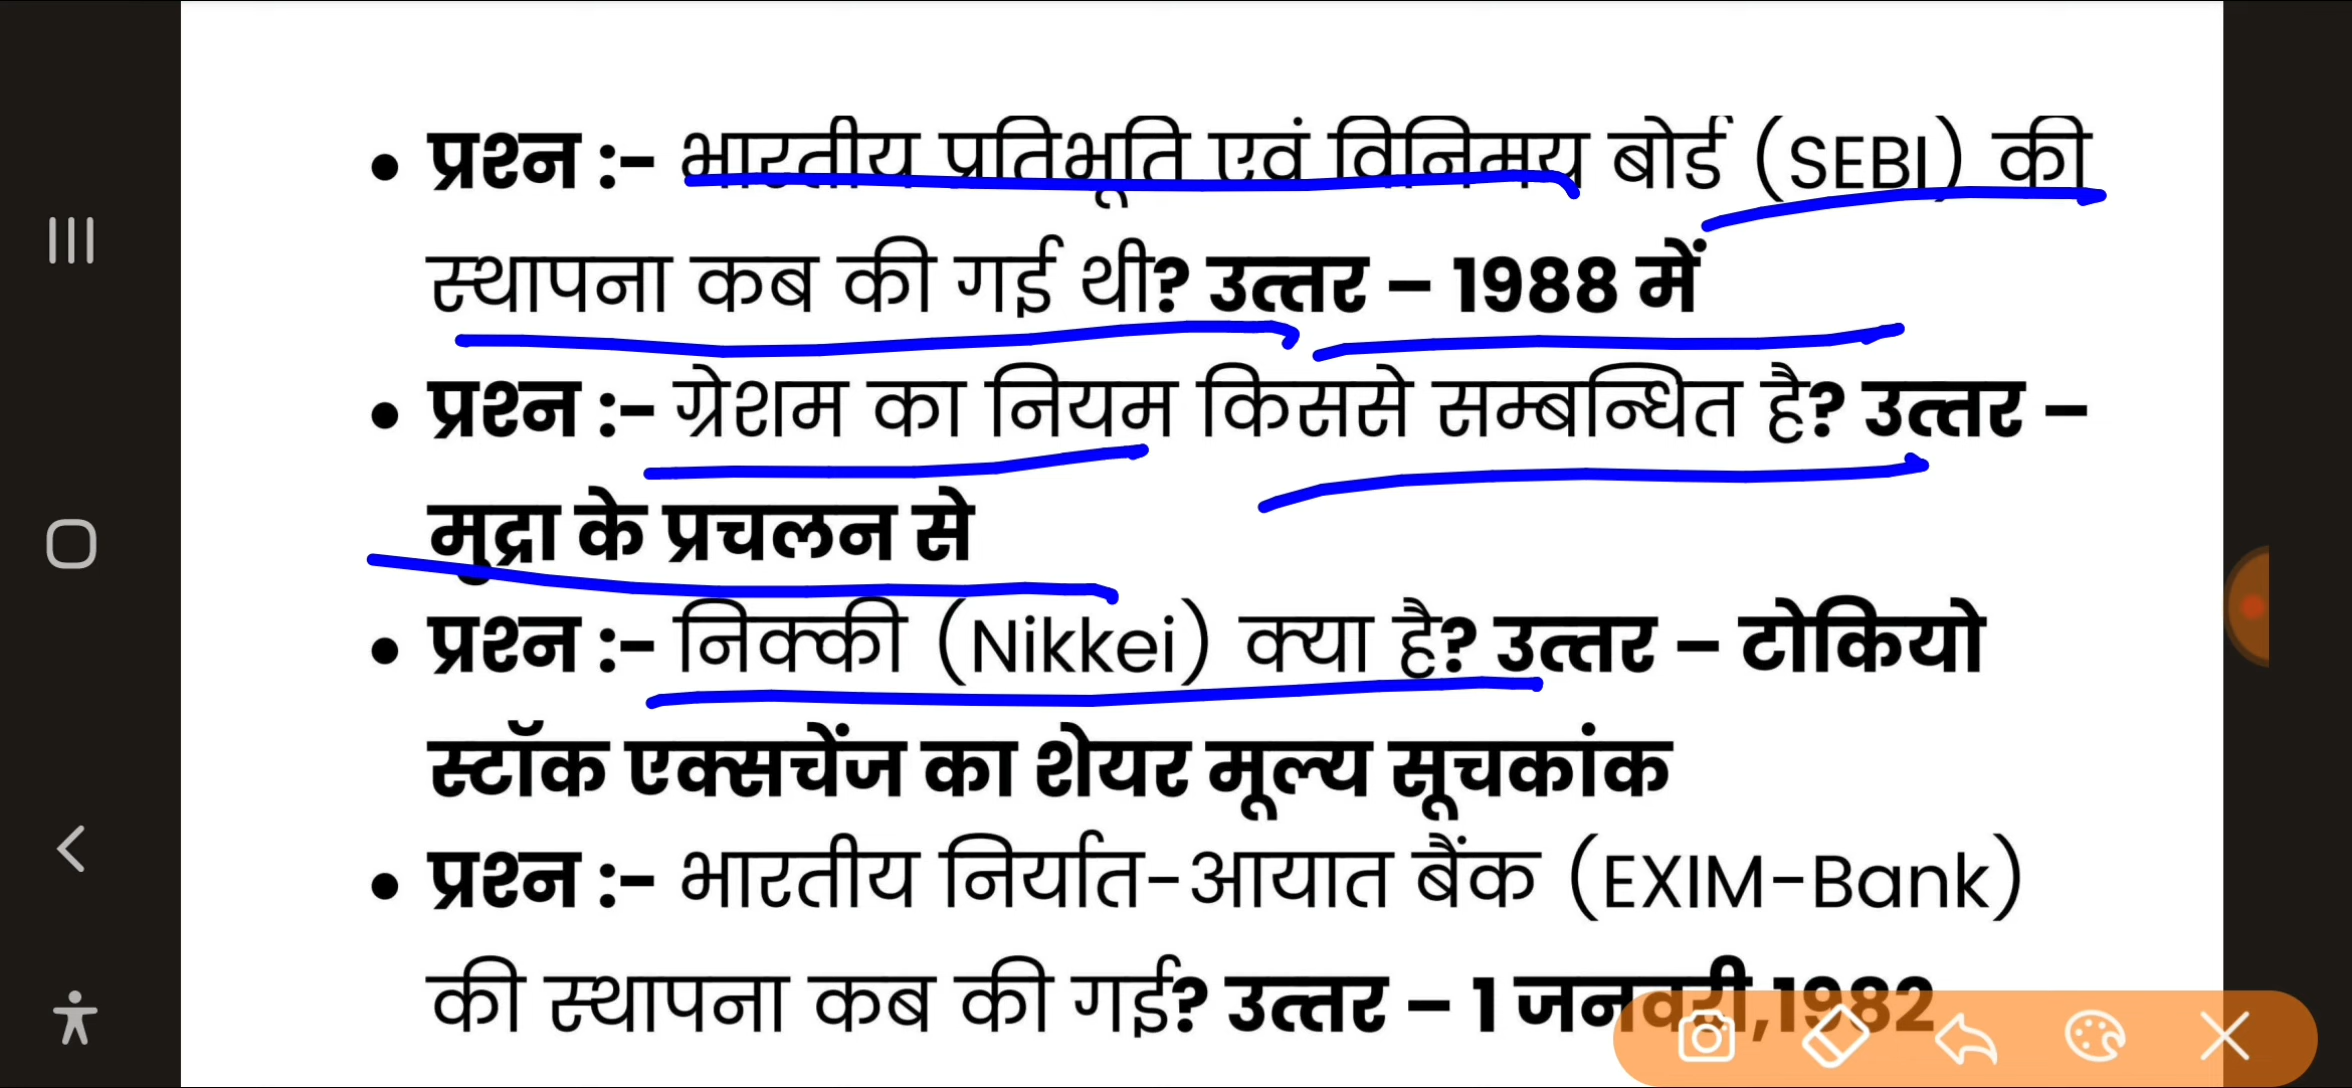 • प्रश्न :- भारतीय प्रतिभूति एवं विनिमय बोर्ड (SEBI) की
स्थापना कब की गई थी? उत्तर – 1988 में
• प्रश्न :- ग्रेशम का नियम किससे सम्बन्धित है? उत्तर –
मुद्रा के प्रचलन से
• प्रश्न :- निक्की (Nikkei) क्या है? उत्तर – टोकियो
स्टॉक एक्सचेंज का शेयर मूल्य सूचकांक
• प्रश्न :- भारतीय निर्यात-आयात बैंक (EXIM-Bank)
की स्थापना कब की गई? उत्तर – 1 जनवरी,1982